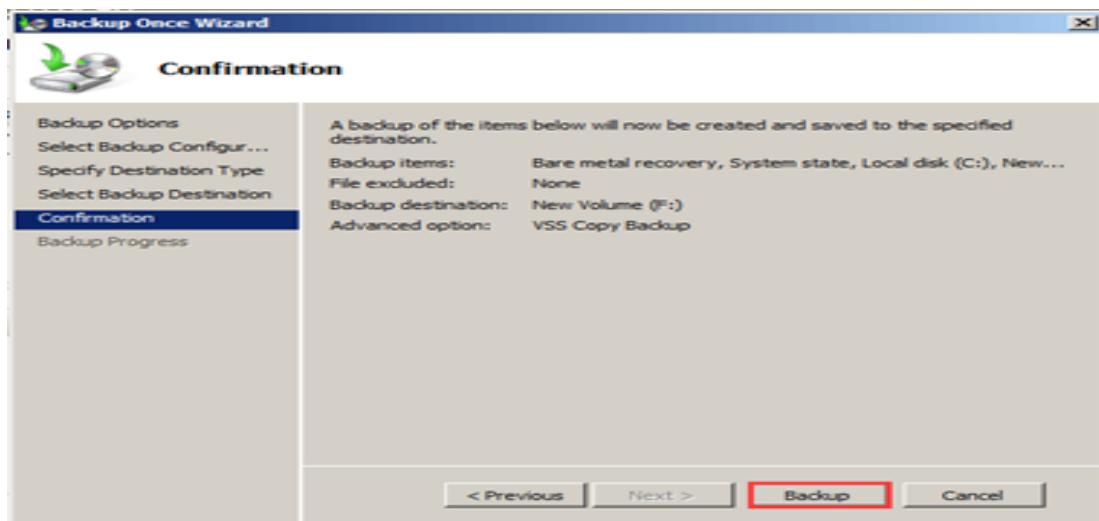 Backup Once Wizard
Confirmation
Backup Options
Select Backup Configur...
Specify Destination Type
Select Backup Destination
Confirmation
Backup Progress
A backup of the items below will now be created and saved to the specified
destination.
Backup items: Bare metal recovery, System state, Local disk (C:), New...
File excluded: None
Backup destination: New Volume (F:)
Advanced option: VSS Copy Backup
< Previous Next > Backup Cancel